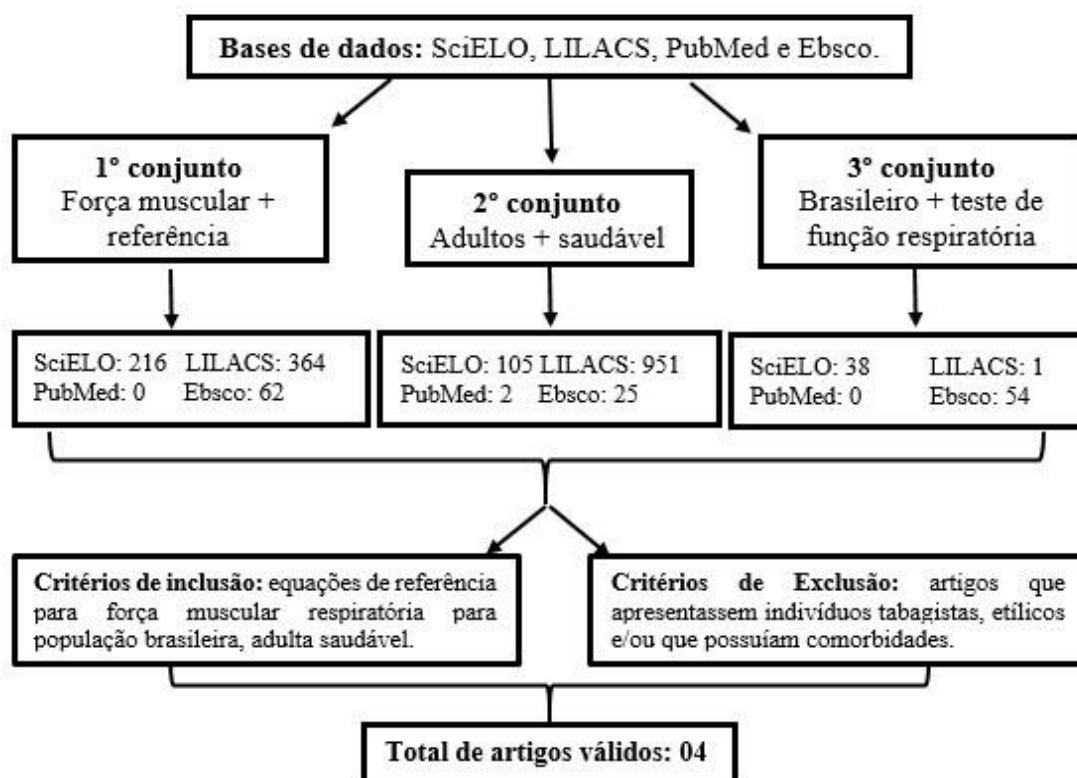 Bases de dados: SciELO, LILACS, PubMed e Ebsco.
1º conjunto
Força muscular +
referência
2º conjunto
Adultos + saudável
3º conjunto
Brasileiro + teste de
função respiratória
SciELO: 216 LILACS: 364
PubMed: 0 Ebsco: 62
SciELO: 105 LILACS: 951
PubMed: 2 Ebsco: 25
SciELO: 38 LILACS: 1
PubMed: 0 Ebsco: 54
Critérios de inclusão: equações de referência
para força muscular respiratória para
população brasileira, adulta saudável.
Critérios de Exclusão: artigos que
apresentassem indivíduos tabagistas, etílicos
e/ou que possuíam comorbidades.
Total de artigos válidos: 04